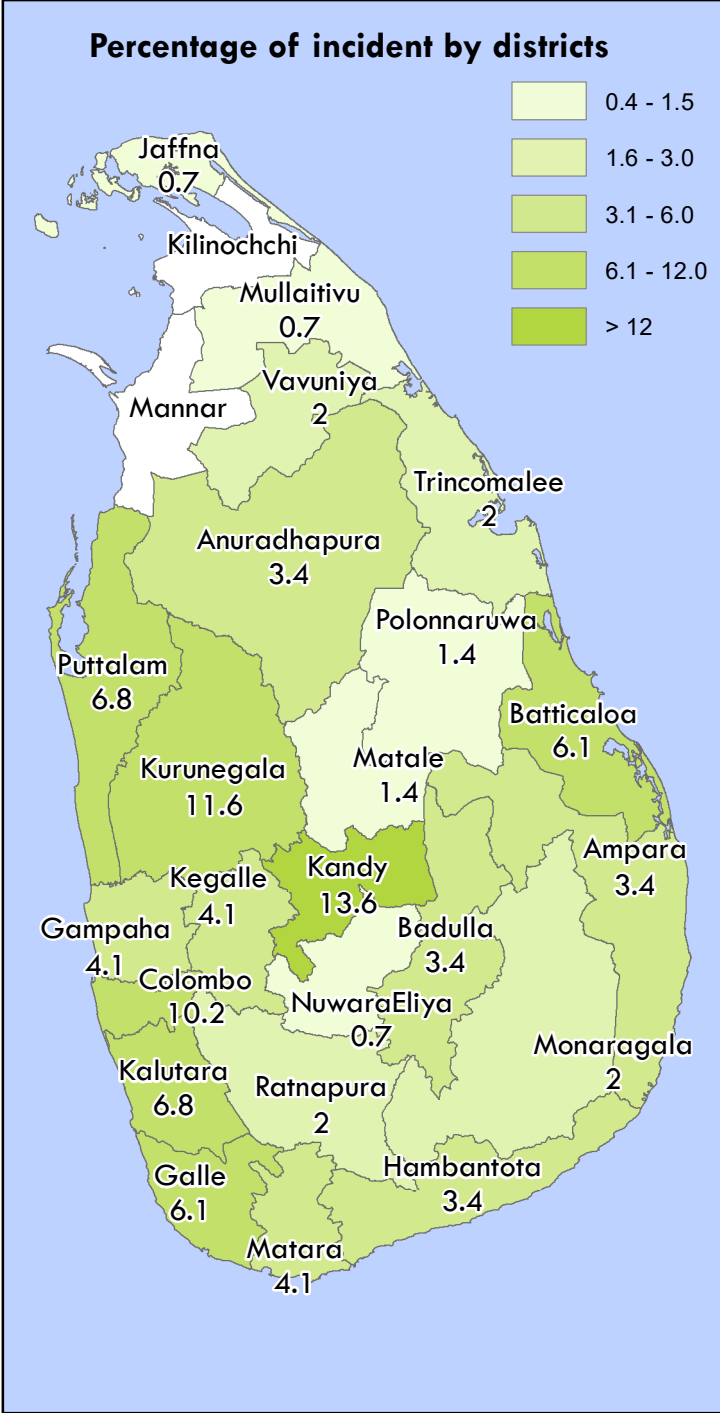 Percentage of incident by districts
0.4 - 1.5
1.6 - 3.0
3.1 - 6.0
6.1 - 12.0
> 12
Jaffna
0.7
Kilinochchi
Mullaitivu
0.7
Vavuniya
2
Mannar
Trincomalee
2
Anuradhapura
3.4
Polonnaruwa
1.4
Puttalam
6.8
Batticaloa
6.1
Matale
1.4
Kurunegala
11.6
Ampara
3.4
Kandy
13.6
Kegalle
4.1
Gampaha
4.1
Badulla
3.4
Colombo
10.2
NuwaraEliya
0.7
Monaragala
2
Kalutara
6.8
Ratnapura
2
Hambantota
3.4
Galle
6.1
Matara
4.1